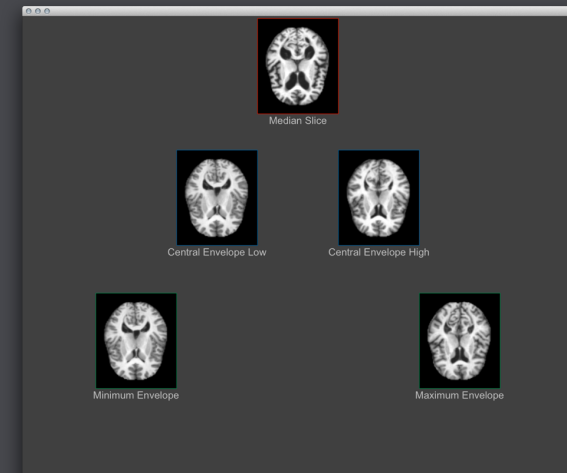 Median Slice
Central Envelope Low
Central Envelope High
Minimum Envelope
Maximum Envelope